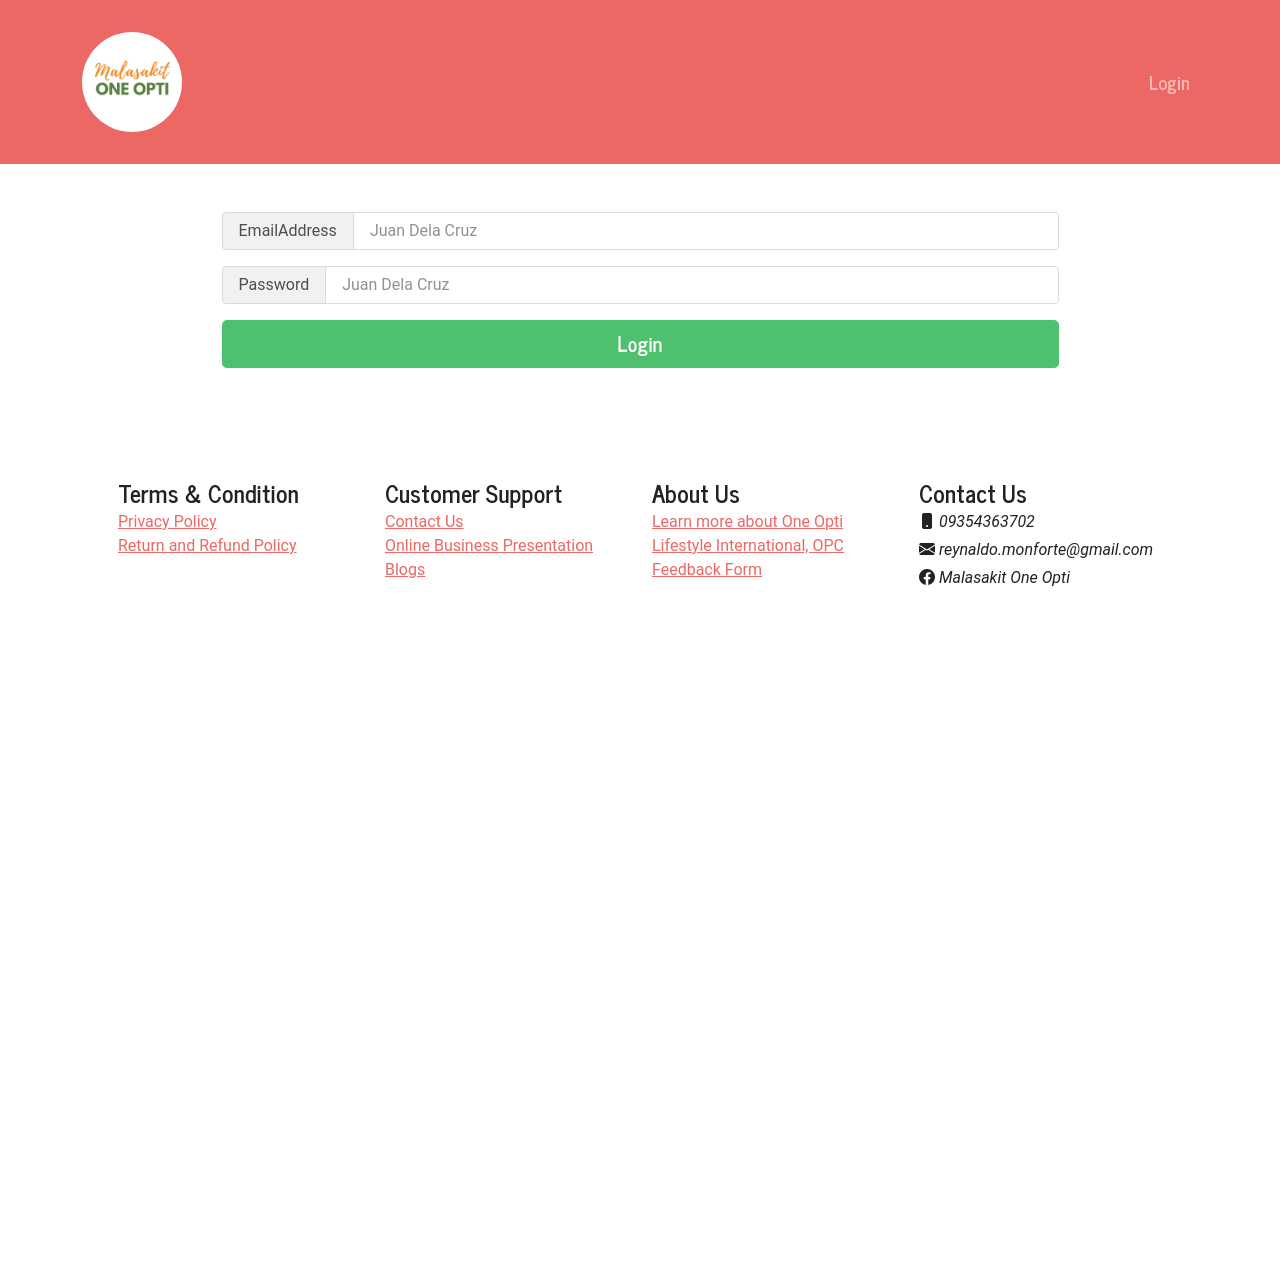 Malasakit
ONE OPTI
Login
EmailAddress
Juan Dela Cruz
Password
Juan Dela Cruz
Login
Terms & Condition
Privacy Policy
Return and Refund Policy
Customer Support
Contact Us
Online Business Presentation
Blogs
About Us
Learn more about One Opti
Lifestyle International, OPC
Feedback Form
Contact Us
09354363702
reynaldo.monforte@gmail.com
Malasakit One Opti